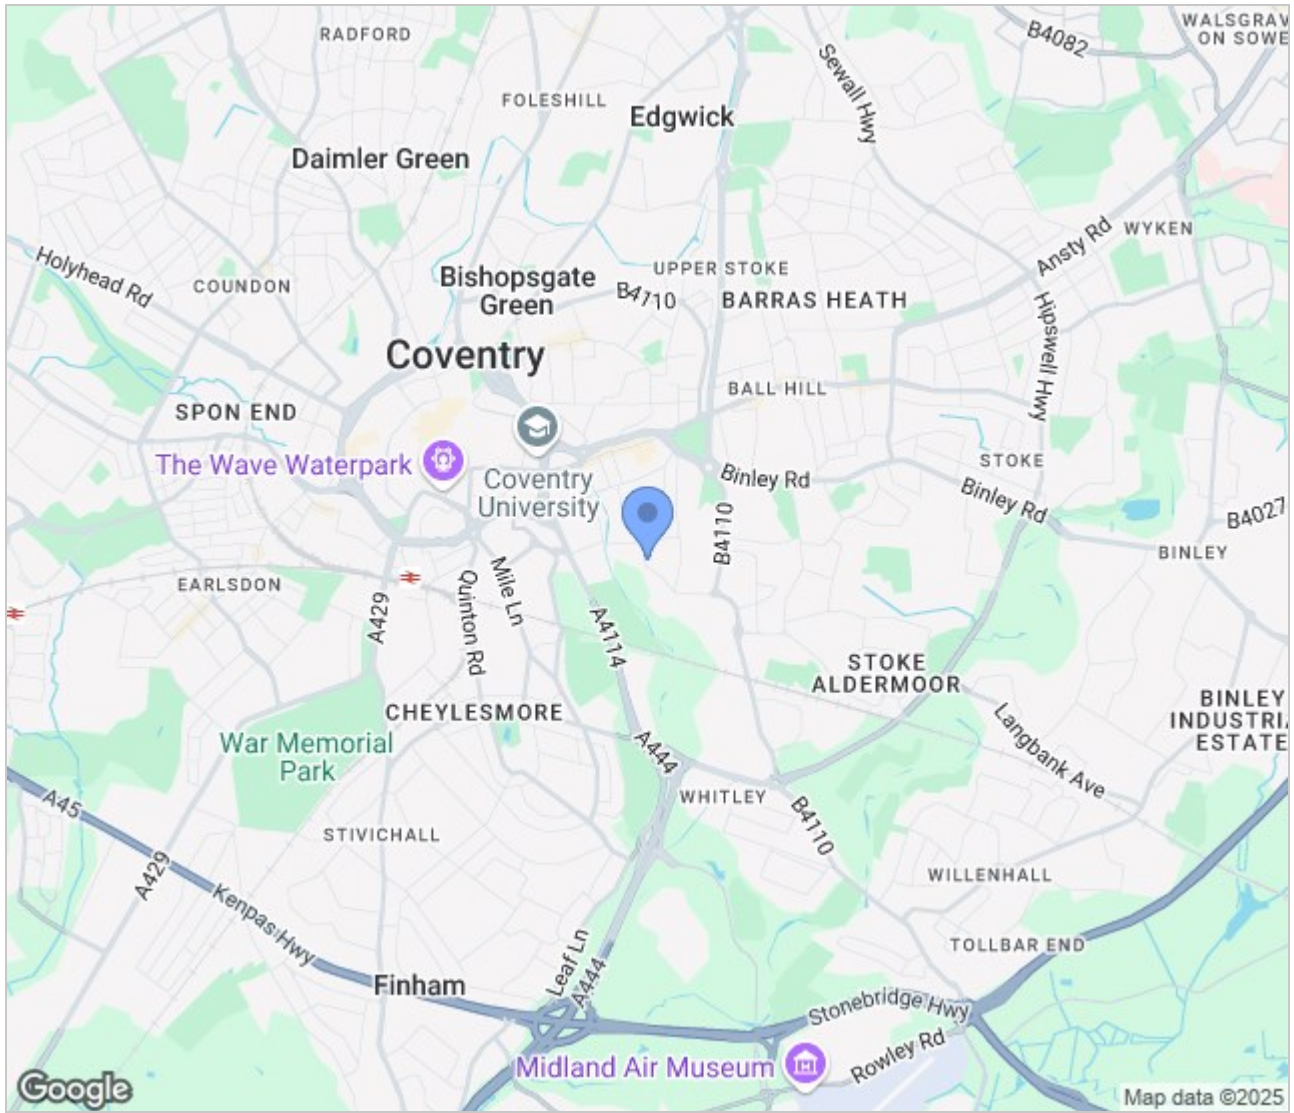 RADFORD
B4082
WALSGRAV
ON SOWE
Sewall Hwy
FOLESHILL
Edgwick
Daimler Green
Ansty Rd
WYKEN
Holyhead Rd
COUNDON
Bishopsgate
Green
UPPER STOKE
B4110
BARRAS HEATH
Hipswell Hwy
Coventry
BALL HILL
SPON END
The Wave Waterpark
Coventry
University
Binley Rd
STOKE
Binley Rd
B4027
B4110
BINLEY
EARLSDON
A429
Quinton Rd
Mile Ln
A4114
STOKE
ALDERMOOR
CHEYLESMORE
BINLEY
INDUSTRIA
ESTATE
War Memorial
Park
A444
Langbank Ave
WHITLEY
A45
B4110
STIVICHALL
A429
WILLENHALL
Kenpas Hwy
TOLLBAR END
Leaf Ln
A444
Finham
Stonebridge Hwy
Rowley Rd
Midland Air Museum
Google
Map data ©2025